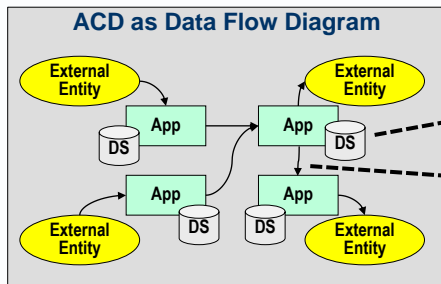 ACD as Data Flow Diagram
External
Entity
External
Entity
App
DS
App
DS
App
DS
App
DS
External
Entity
External
Entity